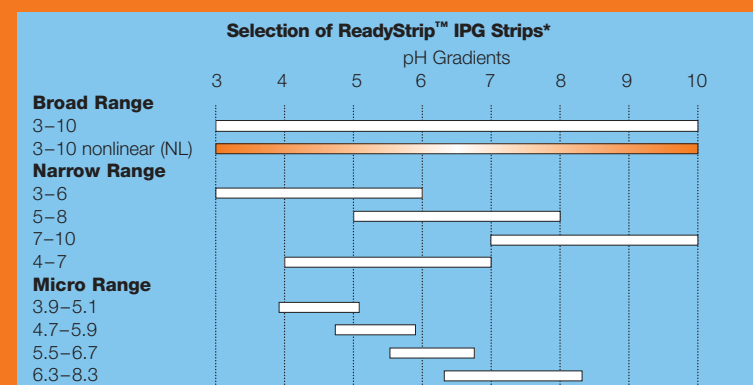 Selection of ReadyStrip™ IPG Strips*
pH Gradients
3 4 5 6 7 8 9 10
Broad Range
3–10
3–10 nonlinear (NL)
Narrow Range
3–6
5–8
7–10
4–7
Micro Range
3.9–5.1
4.7–5.9
5.5–6.7
6.3–8.3